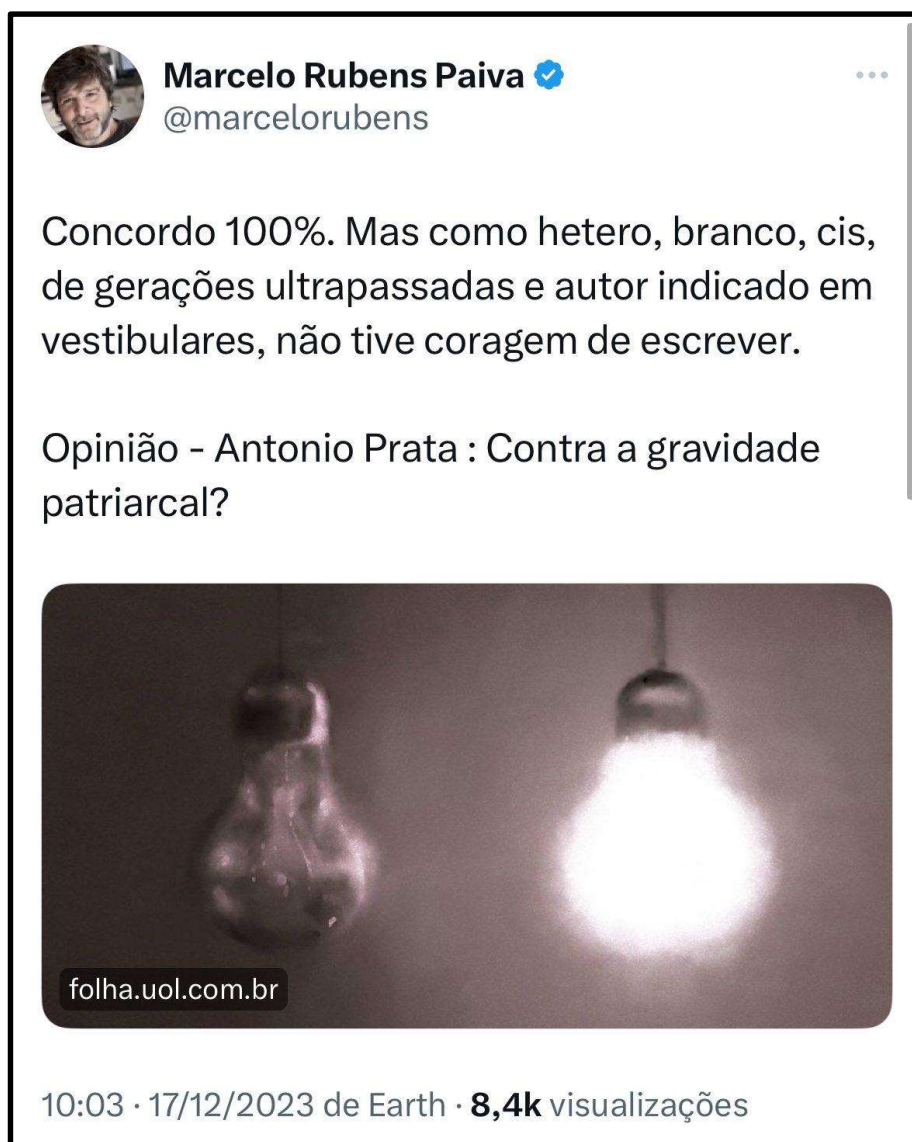 Marcelo Rubens Paiva
@marcelorubens
Concordo 100%. Mas como hetero, branco, cis,
de gerações ultrapassadas e autor indicado em
vestibulares, não tive coragem de escrever.
Opinião - Antonio Prata : Contra a gravidade
patriarcal?
folha.uol.com.br
10:03 · 17/12/2023 de Earth · 8,4k visualizações